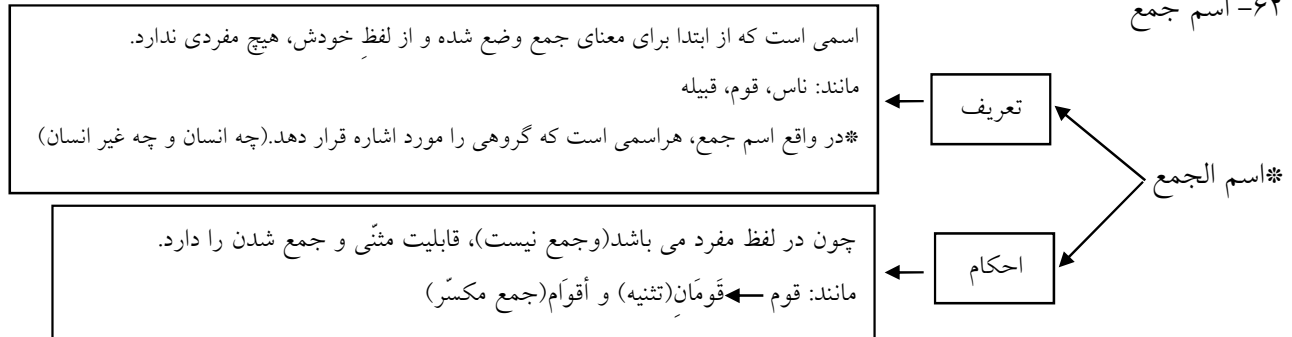 ۶۲- اسم جمع
*اسم الجمع
تعریف
اسمی است که از ابتدا برای معنای جمع وضع شده و از لفظِ خودش، هیچ مفردی ندارد.
مانند: ناس، قوم، قبیله
*در واقع اسم جمع، هراسمی است که گروهی را مورد اشاره قرار دهد.(چه انسان و چه غیر انسان)
احکام
چون در لفظ مفرد می باشد(وجمع نیست)، قابلیت مثنّی و جمع شدن را دارد.
مانند: قوم ←قَومَانِ(تثنیه) و أقوَام(جمع مکسّر)